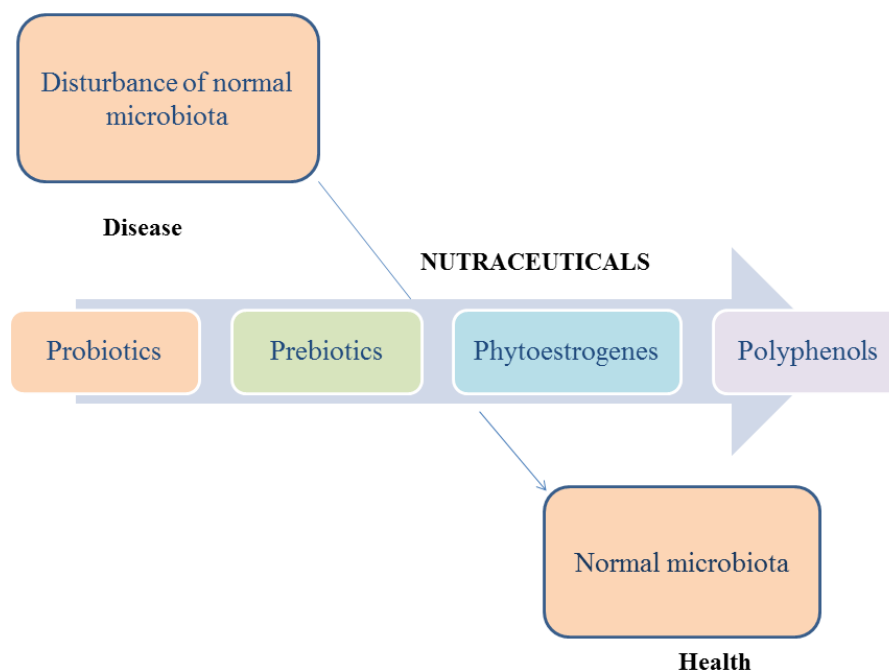 Disturbance of normal
microbiota
Disease
NUTRACEUTICALS
Probiotics
Prebiotics
Phytoestrogenes
Polyphenols
Normal microbiota
Health